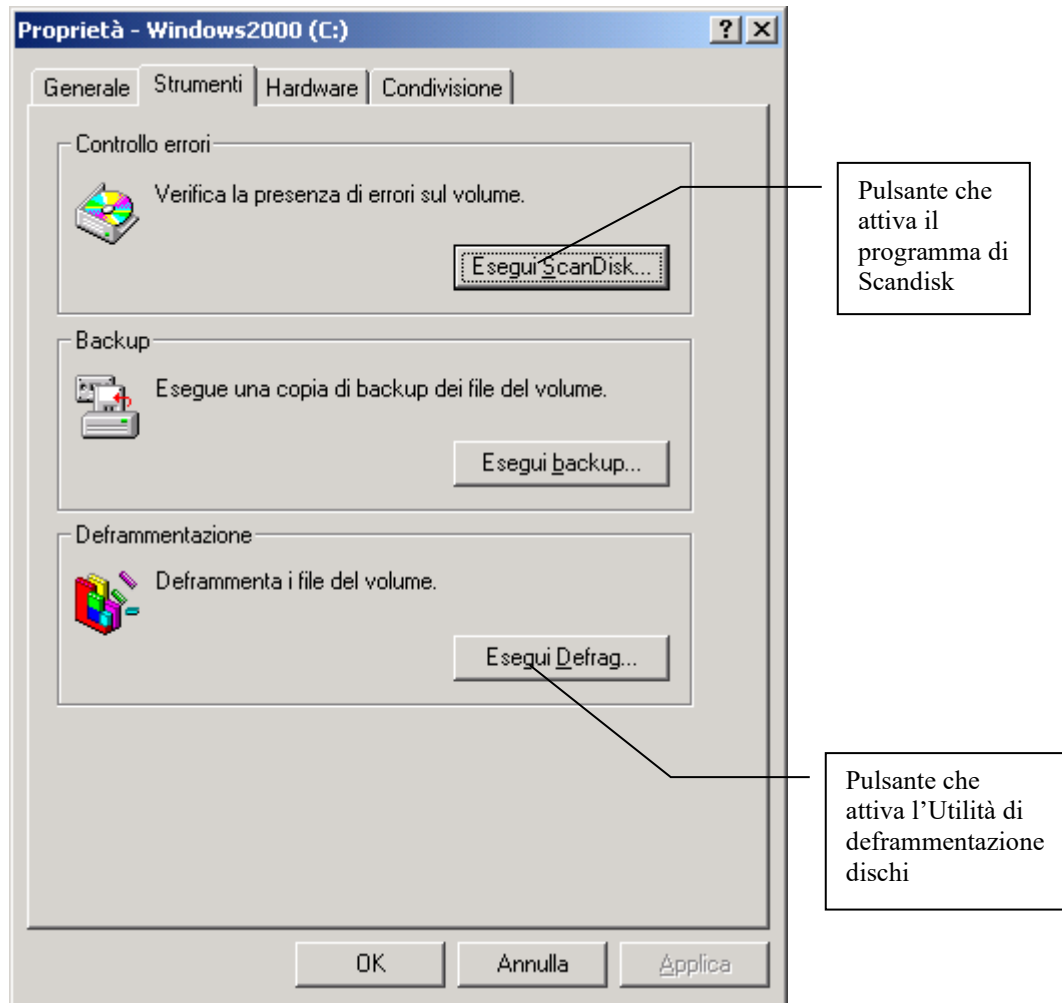 Proprietà - Windows2000 (C:)
Generale Strumenti Hardware Condivisione
Controllo errori
Verifica la presenza di errori sul volume.
Esegui ScanDisk...
Pulsante che
attiva il
programma di
Scandisk
Backup
Esegue una copia di backup dei file del volume.
Esegui backup...
Deframmentazione
Deframmenta i file del volume.
Esegui Defrag...
Pulsante che
attiva l’Utilità di
deframmentazione
dischi
OK Annulla Applica